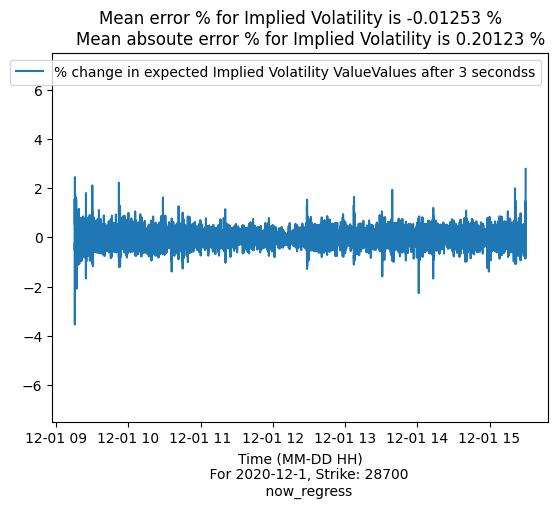 Mean error % for Implied Volatility is -0.01253 %
Mean absoute error % for Implied Volatility is 0.20123 %
% change in expected Implied Volatility ValueValues after 3 secondss
6
4
2
0
−2
−4
−6
12-01 09 12-01 10 12-01 11 12-01 12 12-01 13 12-01 14 12-01 15
Time (MM-DD HH)
For 2020-12-1, Strike: 28700
now_regress